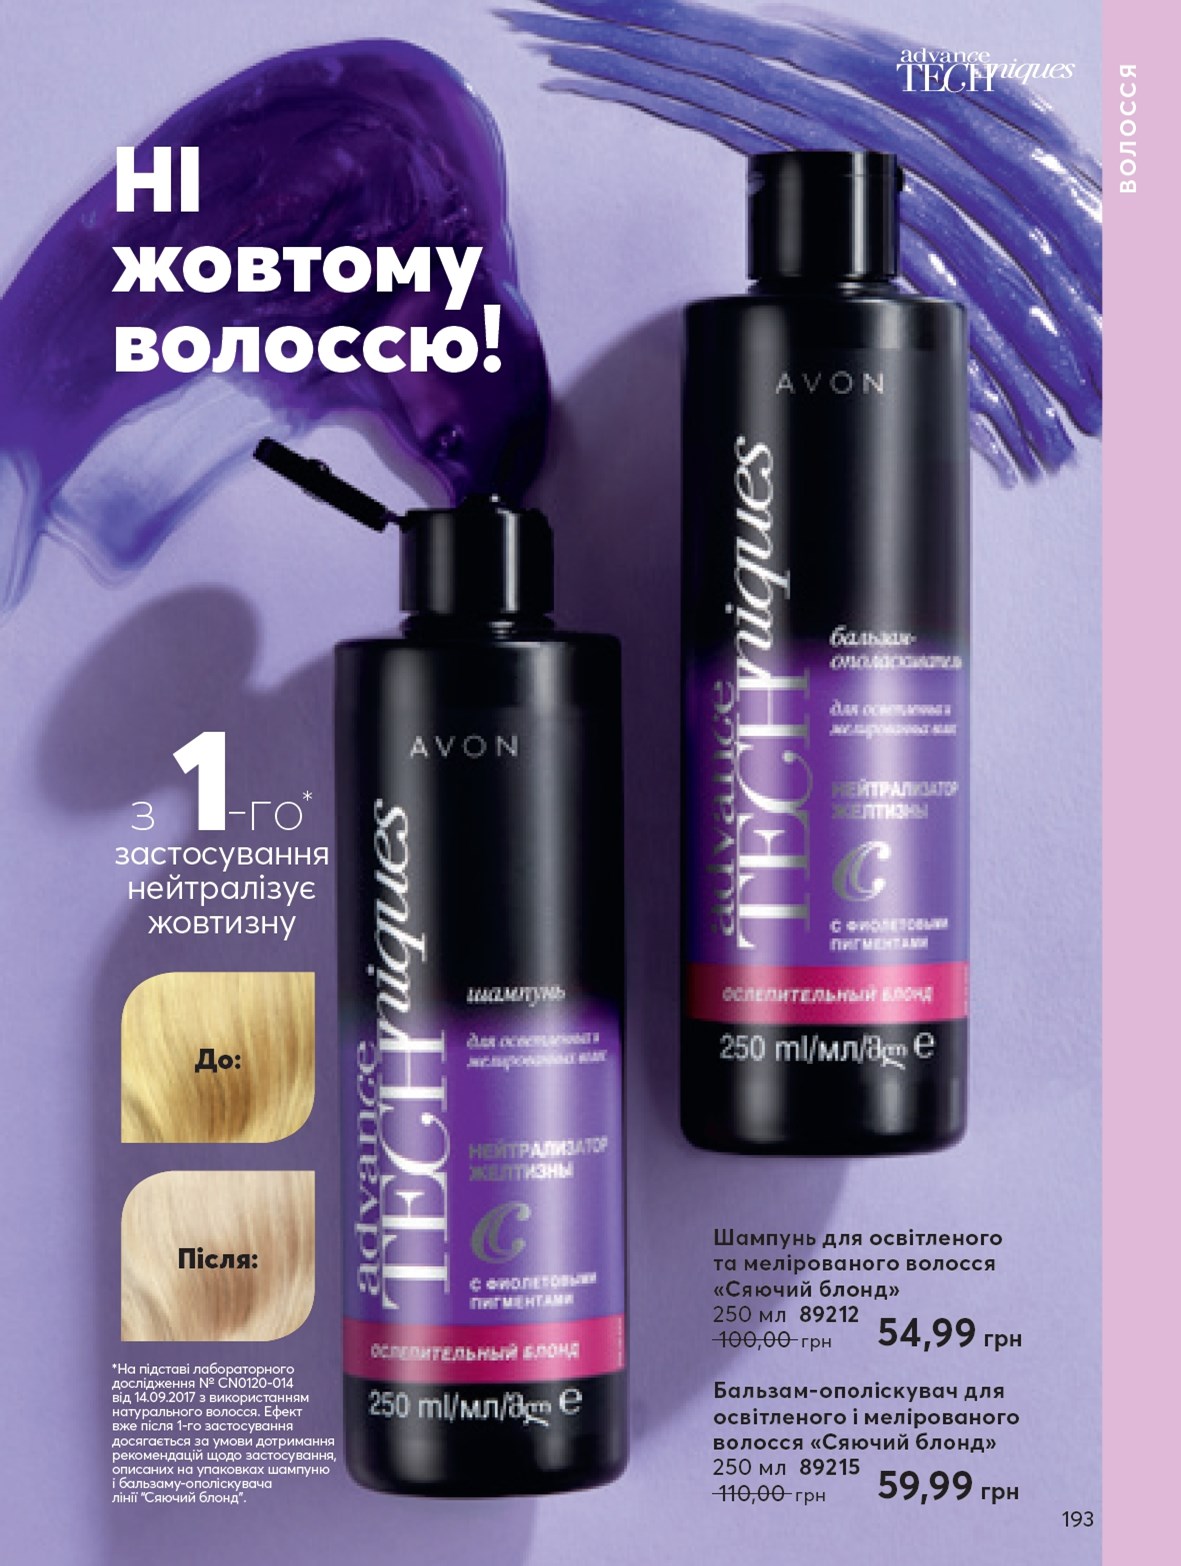 advance
TECHniques
ВОЛОССЯ
НІ
ЖОВТОМУ
ВОЛОССЮ!
AVON
advance
TECHniques
бальзам-
ополаскиватель
для осветленных и
мелированных волос
НЕЙТРАЛИЗАТОР
ЖЕЛТИЗНЫ
С ФИОЛЕТОВЫМИ
ПИГМЕНТАМИ
ОСЛЕПИТЕЛЬНЫЙ БЛОНД
250 ml/мл/მლ e
З 1-ГО*
застосування
нейтралізує
жовтизну
До:
Після:
AVON
advance
TECHniques
шампунь
для осветленных и
мелированных волос
НЕЙТРАЛИЗАТОР
ЖЕЛТИЗНЫ
С ФИОЛЕТОВЫМИ
ПИГМЕНТАМИ
ОСЛЕПИТЕЛЬНЫЙ БЛОНД
250 ml/мл/მლ e
*На підставі лабораторного
дослідження № CN0120-014
від 14.09.2017 з використанням
натурального волосся. Ефект
вже після 1-го застосування
досягається за умови дотримання
рекомендацій щодо застосування,
описаних на упаковках шампуню
і бальзаму-ополіскувача
лінії "Сяючий блонд".
Шампунь для освітленого
та мелірованого волосся
«Сяючий блонд»
250 мл 89212
100,00 грн 54,99 грн
Бальзам-ополіскувач для
освітленого і мелірованого
волосся «Сяючий блонд»
250 мл 89215
110,00 грн 59,99 грн
193